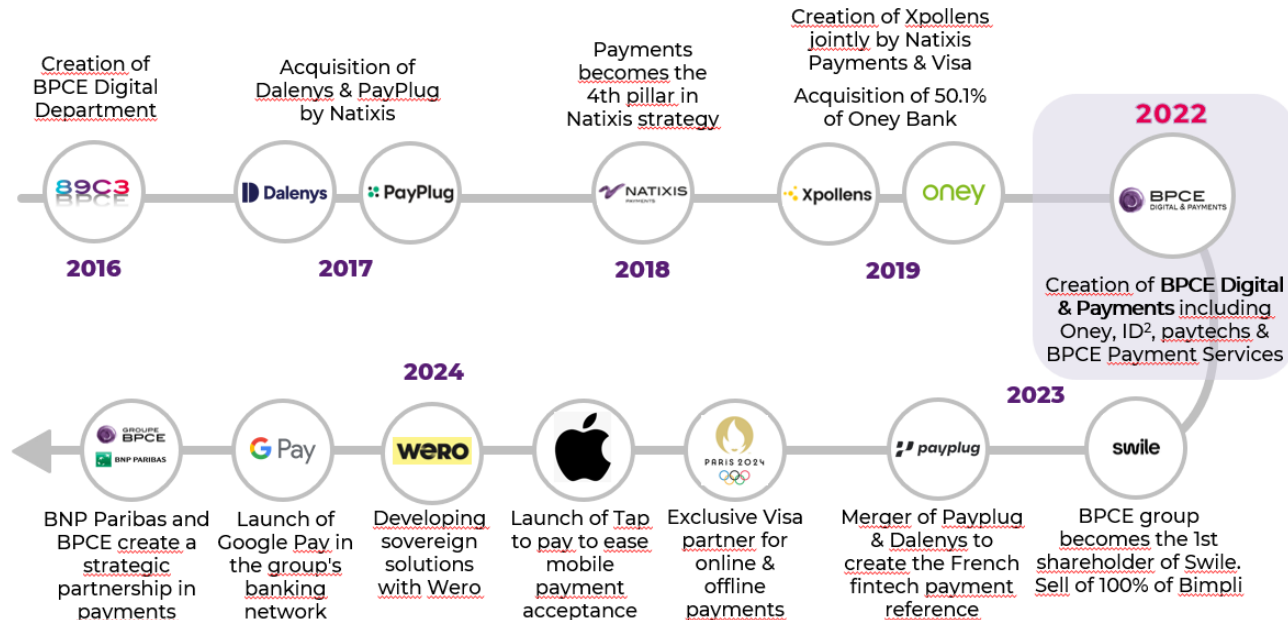 Creation of
BPCE Digital
Department
89C3
BPCE
2016
Acquisition of
Dalenys & PayPlug
by Natixis
Dalenys
PayPlug
2017
Payments
becomes the
4th pillar in
Natixis strategy
NATIXIS
PAYMENTS
2018
Creation of Xpollens
jointly by Natixis
Payments & Visa
Acquisition of 50.1%
of Oney Bank
Xpollens
oney
2019
2022
BPCE
DIGITAL & PAYMENTS
Creation of BPCE Digital
& Payments including
Oney, ID², paytechs &
BPCE Payment Services
2023
swile
BPCE group
becomes the 1st
shareholder of Swile.
Sell of 100% of Bimpli
payplug
Merger of Payplug
& Dalenys to
create the French
fintech payment
reference
2024
PARIS 2024
Exclusive Visa
partner for
online &
offline
payments
Launch of Tap
to pay to ease
mobile
payment
acceptance
wero
Developing
sovereign
solutions
with Wero
G Pay
Launch of
Google Pay in
the group's
banking
network
GROUPE
BPCE
BNP PARIBAS
BNP Paribas and
BPCE create a
strategic
partnership in
payments